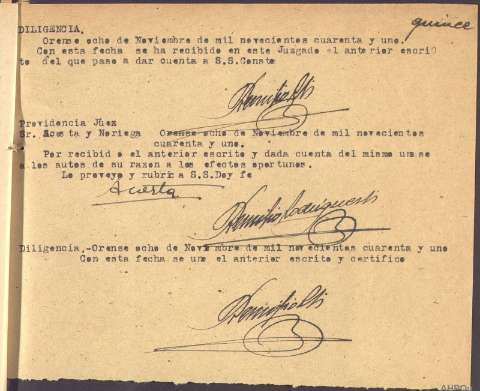 quince
DILIGENCIA.
Orense ocho de Noviembre de mil novecientos cuarenta y uno.
Con esta fecha se ha recibido en este Juzgado el anterior escri
to del que paso a dar cuenta a S.S.Conste
Providencia Juez
Sr. Acosta y Noriega Orense ocho de Noviembre de mil novecientos
cuarenta y uno.
Por recibido el anterior escrito y dada cuenta del mismo unase
a los autos de su razon a los efectos oportunos.
Lo proveyo y rubrica S.S.Doy fe
Acosta
Diligencia.-Orense ocho de Noviembre de mil novecientos cuarenta y uno
Con esta fecha se une el anterior escrito y certifico